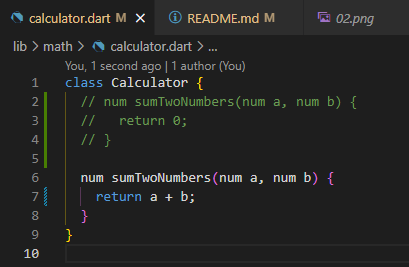 calculator.dart M
README.md M
02.png
lib > math > calculator.dart > ...
You, 1 second ago | 1 author (You)
1 class Calculator {
2 // num sumTwoNumbers(num a, num b) {
3 //   return 0;
4 // }
5
6 num sumTwoNumbers(num a, num b) {
7 return a + b;
8 }
9 }
10